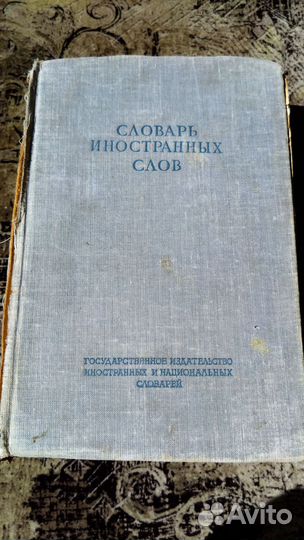 СЛОВАРЬ
ИНОСТРАННЫХ
СЛОВ
ГОСУДАРСТВЕННОЕ ИЗДАТЕЛЬСТВО
ИНОСТРАННЫХ И НАЦИОНАЛЬНЫХ
СЛОВАРЕЙ
Avito